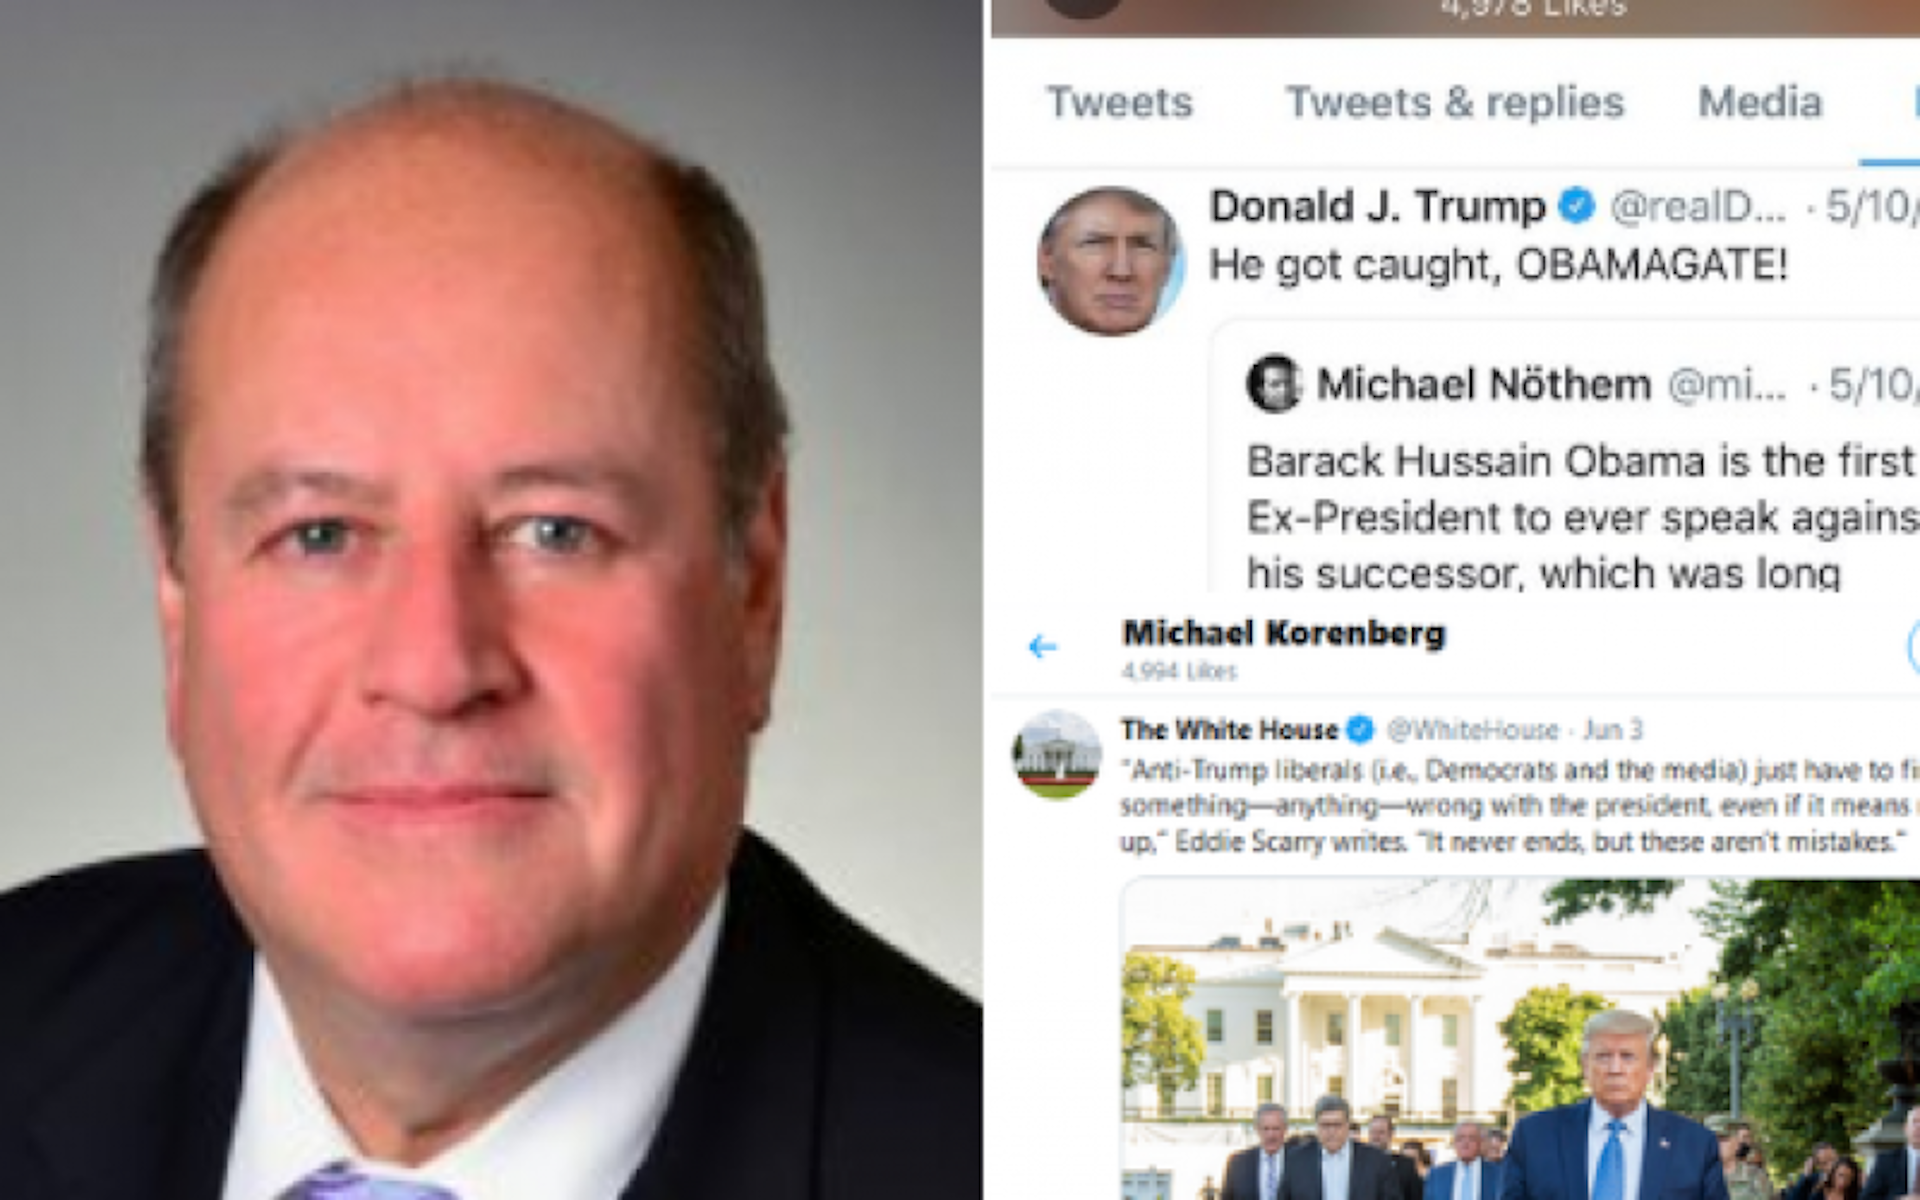 4,978 Likes
Tweets Tweets & replies Media
Donald J. Trump @realD... · 5/10/
He got caught, OBAMAGATE!
Michael Nöthem @mi... · 5/10/
Barack Hussain Obama is the first
Ex-President to ever speak agains
his successor, which was long
Michael Korenberg
4,994 Likes
The White House @WhiteHouse · Jun 3
"Anti-Trump liberals (i.e., Democrats and the media) just have to fi
something—anything—wrong with the president, even if it means
up," Eddie Scarry writes. "It never ends, but these aren't mistakes."